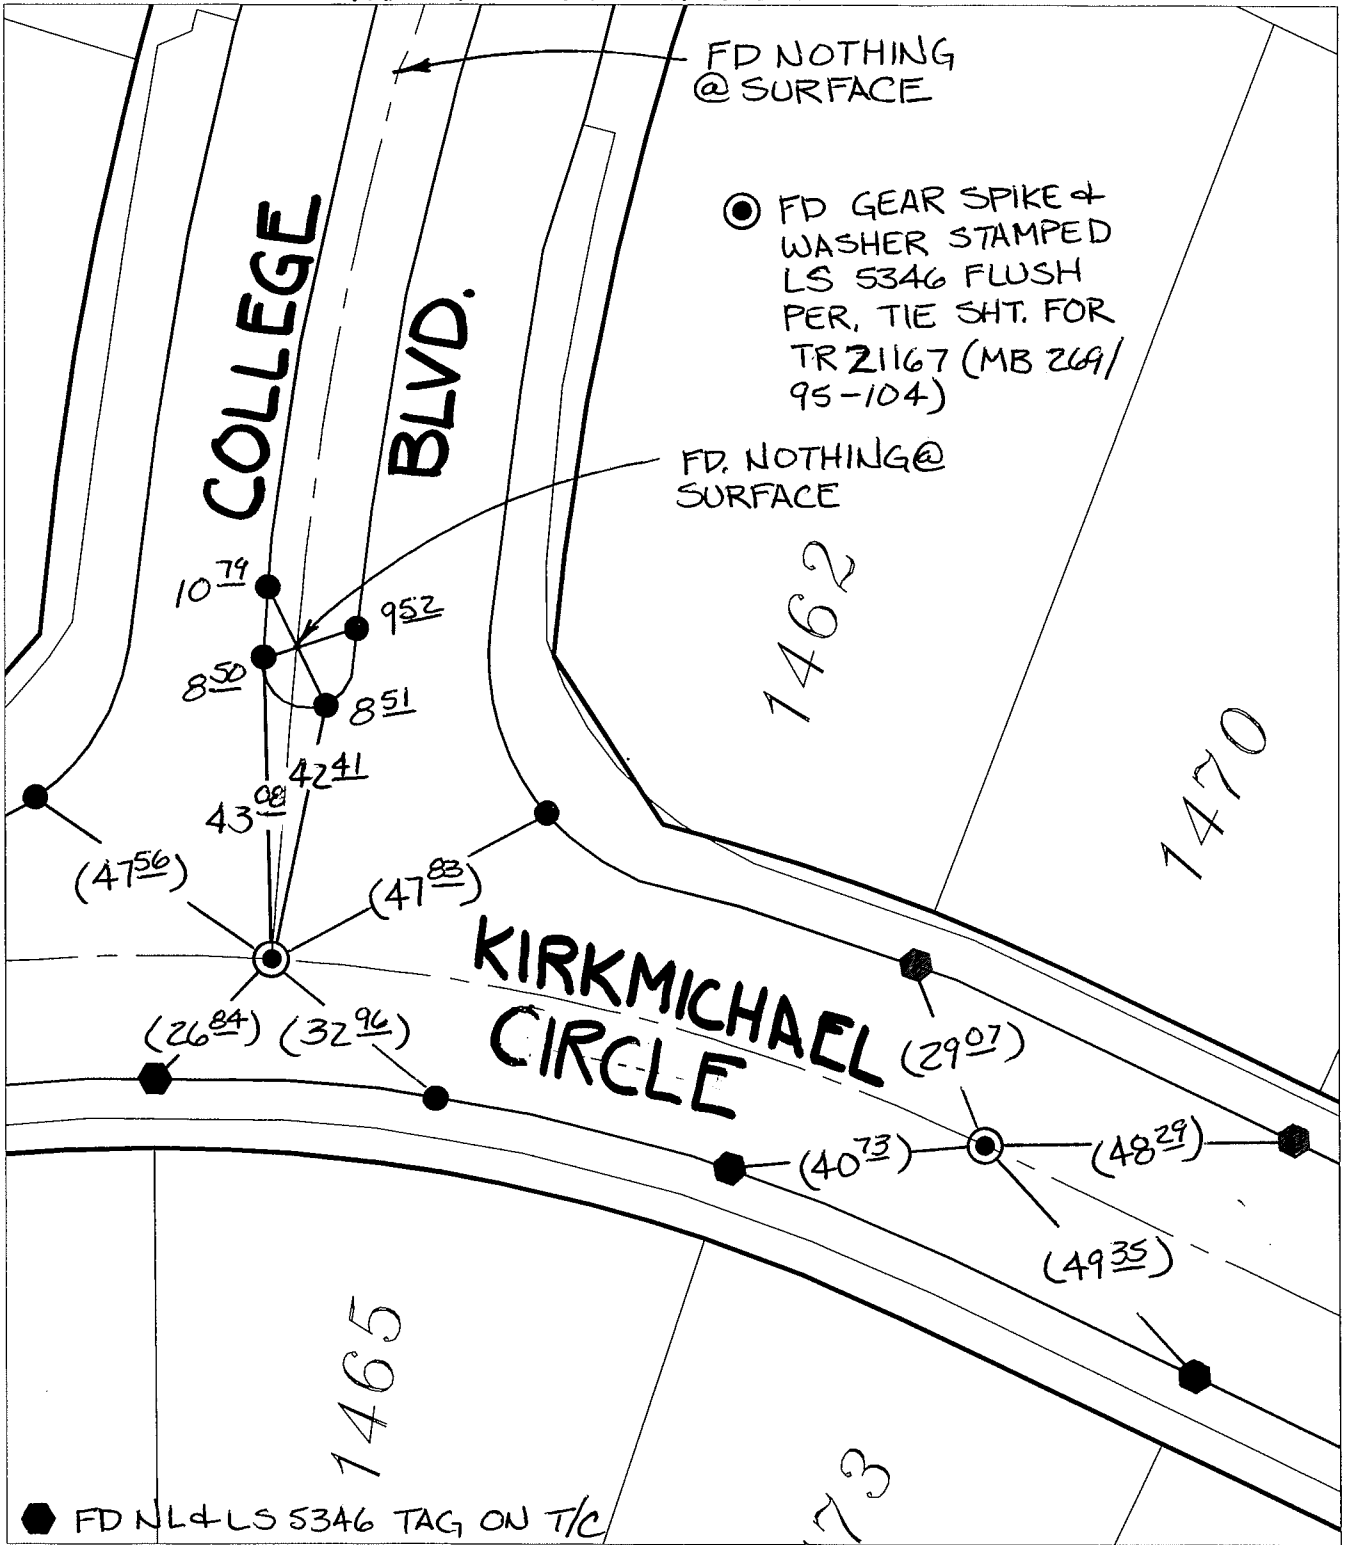 FD NOTHING
@ SURFACE
FD GEAR SPIKE &
WASHER STAMPED
LS 5346 FLUSH
PER. TIE SHT. FOR
TR 21167 (MB 269/
95-104)
COLLEGE
BLVD.
FD. NOTHING @
SURFACE
10 79
9 52
8 50
8 51
42 41
43 08
(47 56)
(47 83)
1462
1470
KIRKMICHAEL
CIRCLE
(26 84)
(32 96)
(29 07)
(40 73)
(48 29)
(49 35)
1465
73
FD NL & LS 5346 TAG ON T/C